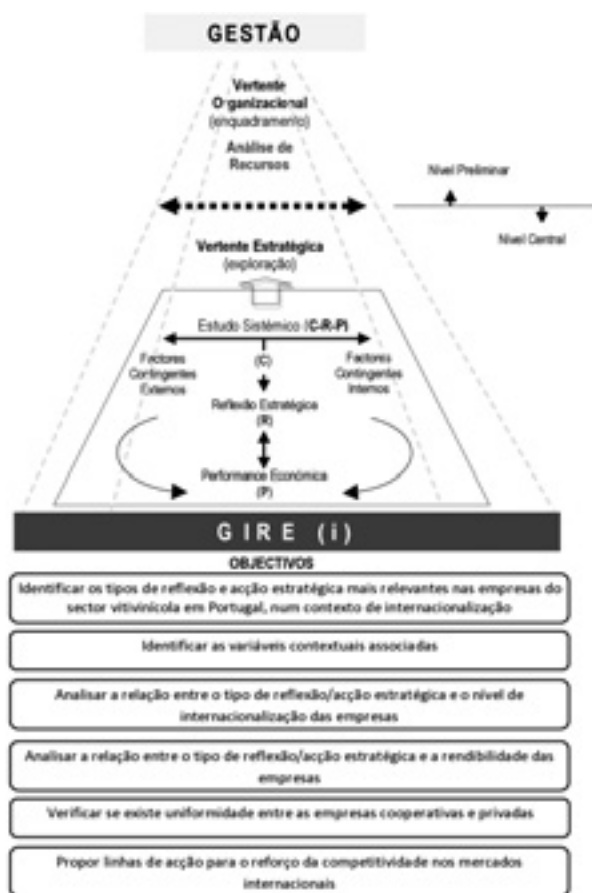 GESTÃO
Vertente
Organizacional
(enquadramento)
Análise de
Recursos
Nível Preliminar
Nível Central
Vertente Estratégica
(exploração)
Estudo Sistémico (C-R-P)
Factores
Contingentes
Externos
(C)
Factores
Contingentes
Internos
Reflexão Estratégica
(R)
Performance Económica
(P)
GIRE (i)
OBJECTIVOS
Identificar os tipos de reflexão e acção estratégica mais relevantes nas empresas do
sector vitivinícola em Portugal, num contexto de internacionalização
Identificar as variáveis contextuais associadas
Analisar a relação entre o tipo de reflexão/acção estratégica e o nível de
internacionalização das empresas
Analisar a relação entre o tipo de reflexão/acção estratégica e a rendibilidade das
empresas
Verificar se existe uniformidade entre as empresas cooperativas e privadas
Propor linhas de acção para o reforço da competitividade nos mercados
internacionais